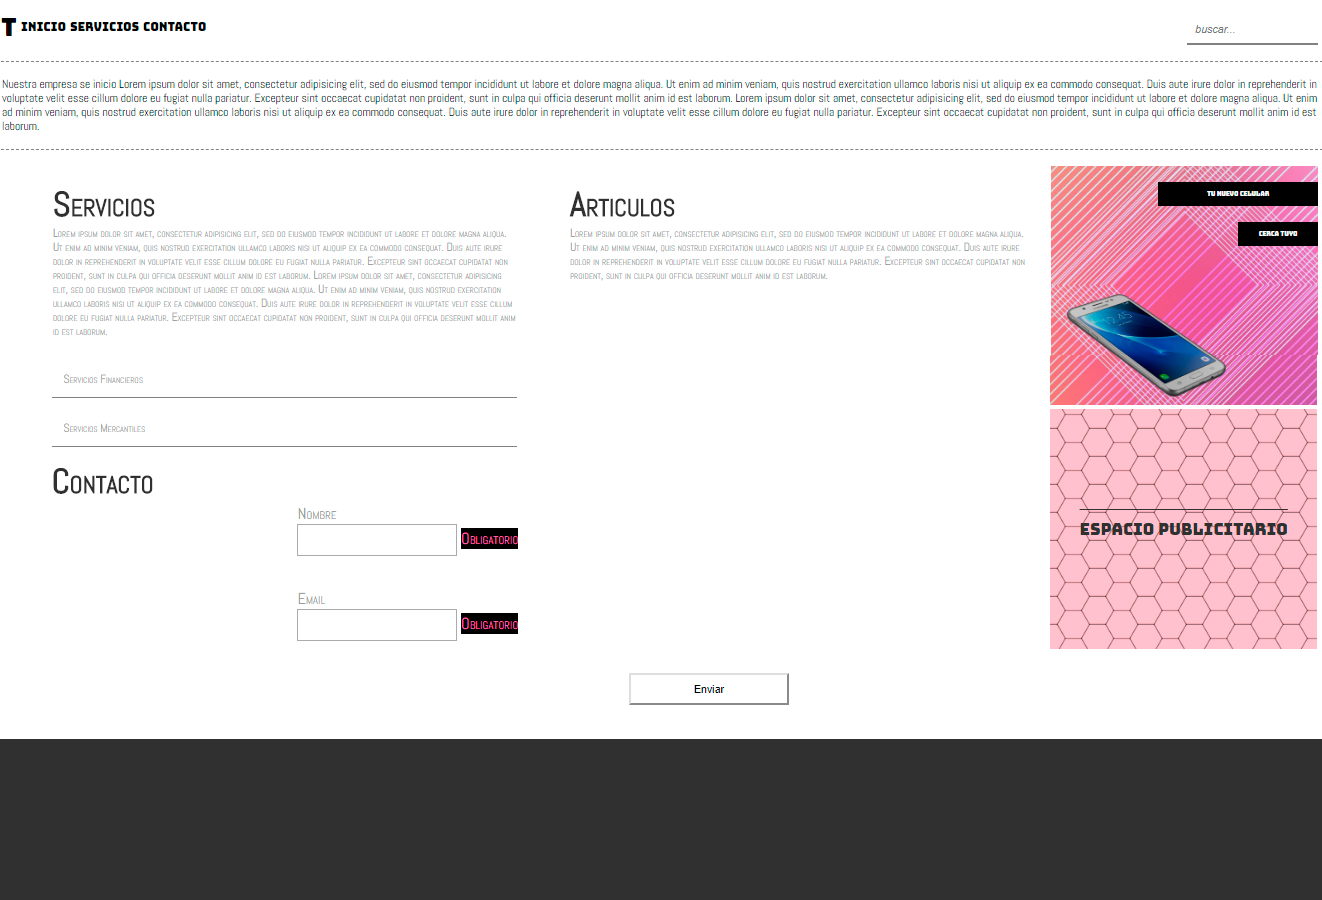 T INICIO SERVICIOS CONTACTO
buscar...
Nuestra empresa se inicio Lorem ipsum dolor sit amet, consectetur adipisicing elit, sed do eiusmod tempor incididunt ut labore et dolore magna aliqua. Ut enim ad minim veniam, quis nostrud exercitation ullamco laboris nisi ut aliquip ex ea commodo consequat. Duis aute irure dolor in reprehenderit in
voluptate velit esse cillum dolore eu fugiat nulla pariatur. Excepteur sint occaecat cupidatat non proident, sunt in culpa qui officia deserunt mollit anim id est laborum. Lorem ipsum dolor sit amet, consectetur adipisicing elit, sed do eiusmod tempor incididunt ut labore et dolore magna aliqua. Ut enim
ad minim veniam, quis nostrud exercitation ullamco laboris nisi ut aliquip ex ea commodo consequat. Duis aute irure dolor in reprehenderit in voluptate velit esse cillum dolore eu fugiat nulla pariatur. Excepteur sint occaecat cupidatat non proident, sunt in culpa qui officia deserunt mollit anim id est
laborum.
Servicios
Lorem ipsum dolor sit amet, consectetur adipisicing elit, sed do eiusmod tempor incididunt ut labore et dolore magna aliqua.
Ut enim ad minim veniam, quis nostrud exercitation ullamco laboris nisi ut aliquip ex ea commodo consequat. Duis aute irure
dolor in reprehenderit in voluptate velit esse cillum dolore eu fugiat nulla pariatur. Excepteur sint occaecat cupidatat non
proident, sunt in culpa qui officia deserunt mollit anim id est laborum. Lorem ipsum dolor sit amet, consectetur adipisicing
elit, sed do eiusmod tempor incididunt ut labore et dolore magna aliqua. Ut enim ad minim veniam, quis nostrud exercitation
ullamco laboris nisi ut aliquip ex ea commodo consequat. Duis aute irure dolor in reprehenderit in voluptate velit esse cillum
dolore eu fugiat nulla pariatur. Excepteur sint occaecat cupidatat non proident, sunt in culpa qui officia deserunt mollit anim
id est laborum.
Servicios Financieros
Servicios Mercantiles
Contacto
Nombre
Obligatorio
Email
Obligatorio
Enviar
Articulos
Lorem ipsum dolor sit amet, consectetur adipisicing elit, sed do eiusmod tempor incididunt ut labore et dolore magna aliqua.
Ut enim ad minim veniam, quis nostrud exercitation ullamco laboris nisi ut aliquip ex ea commodo consequat. Duis aute irure
dolor in reprehenderit in voluptate velit esse cillum dolore eu fugiat nulla pariatur. Excepteur sint occaecat cupidatat non
proident, sunt in culpa qui officia deserunt mollit anim id est laborum.
TU NUEVO CELULAR
CERCA TUYO
12:45
ESPACIO PUBLICITARIO